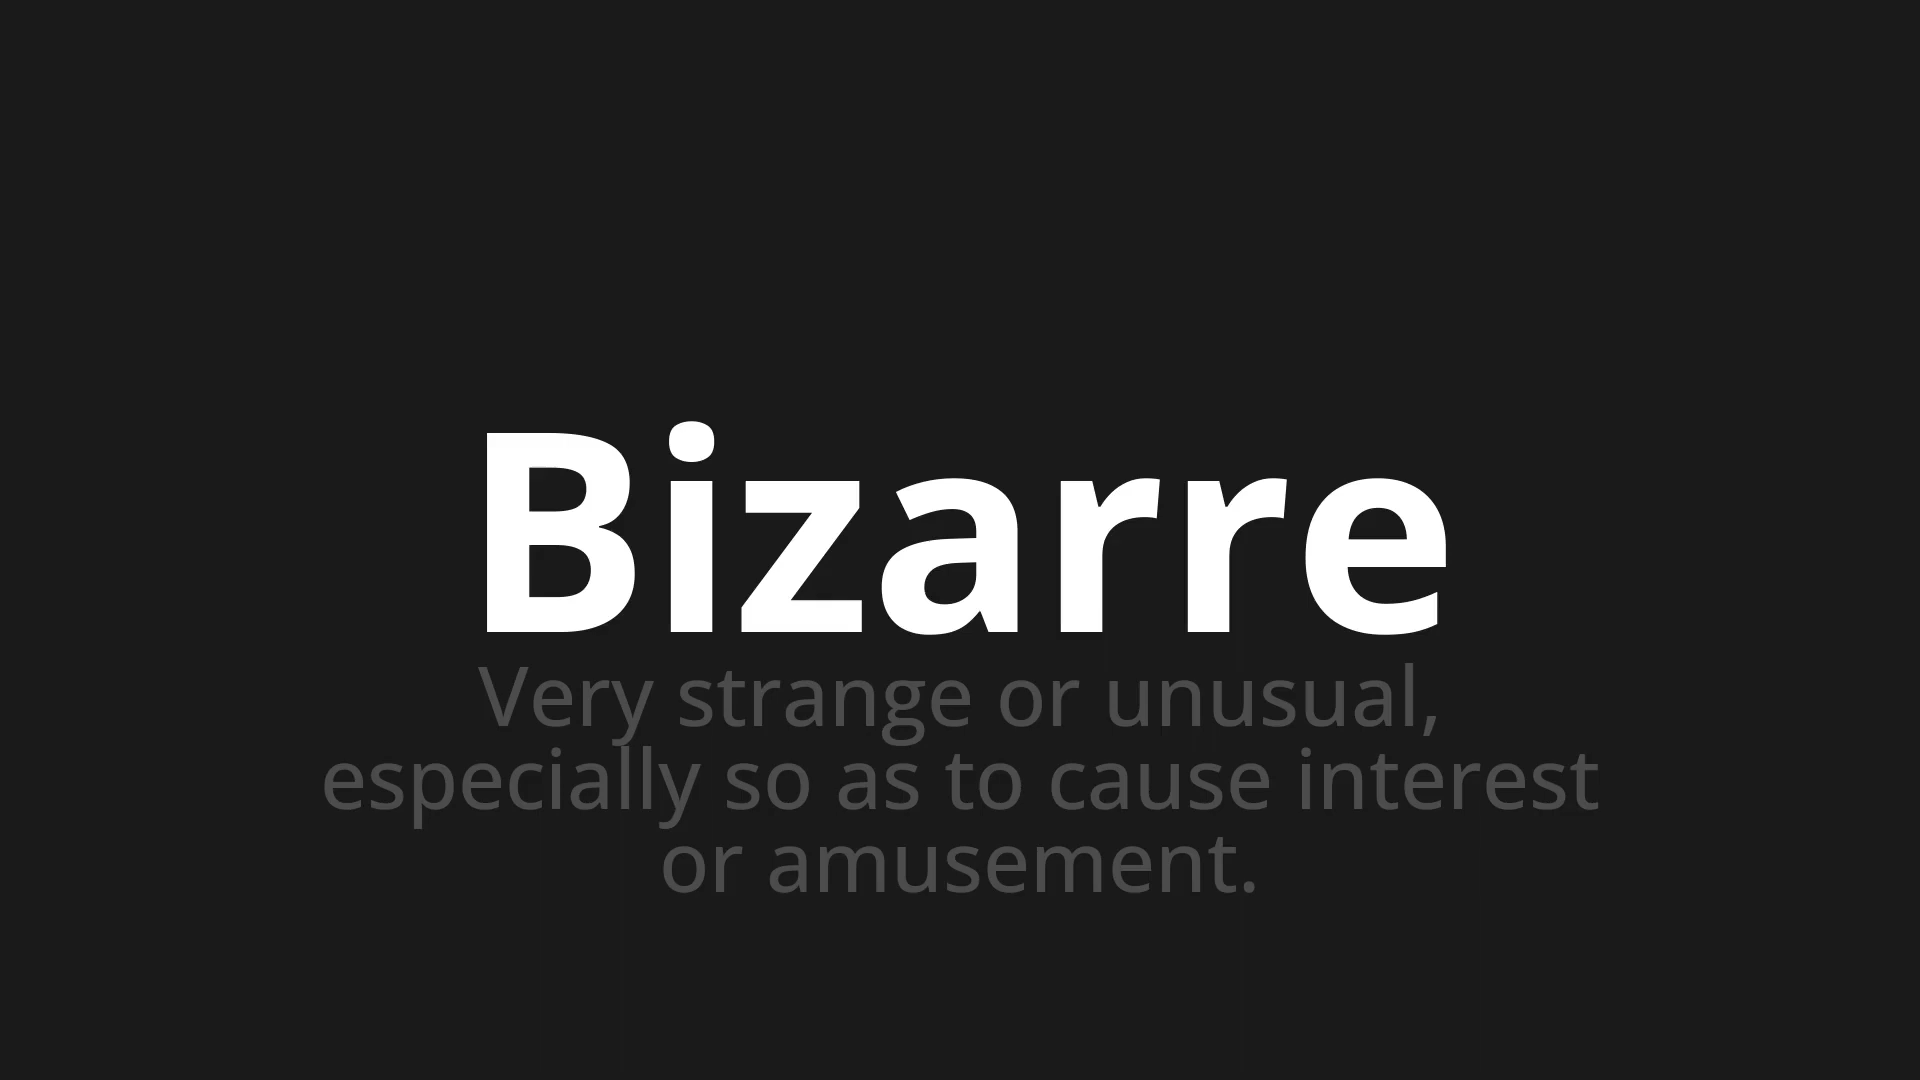 Bizarre
Very strange or unusual,
especially so as to cause interest
or amusement.